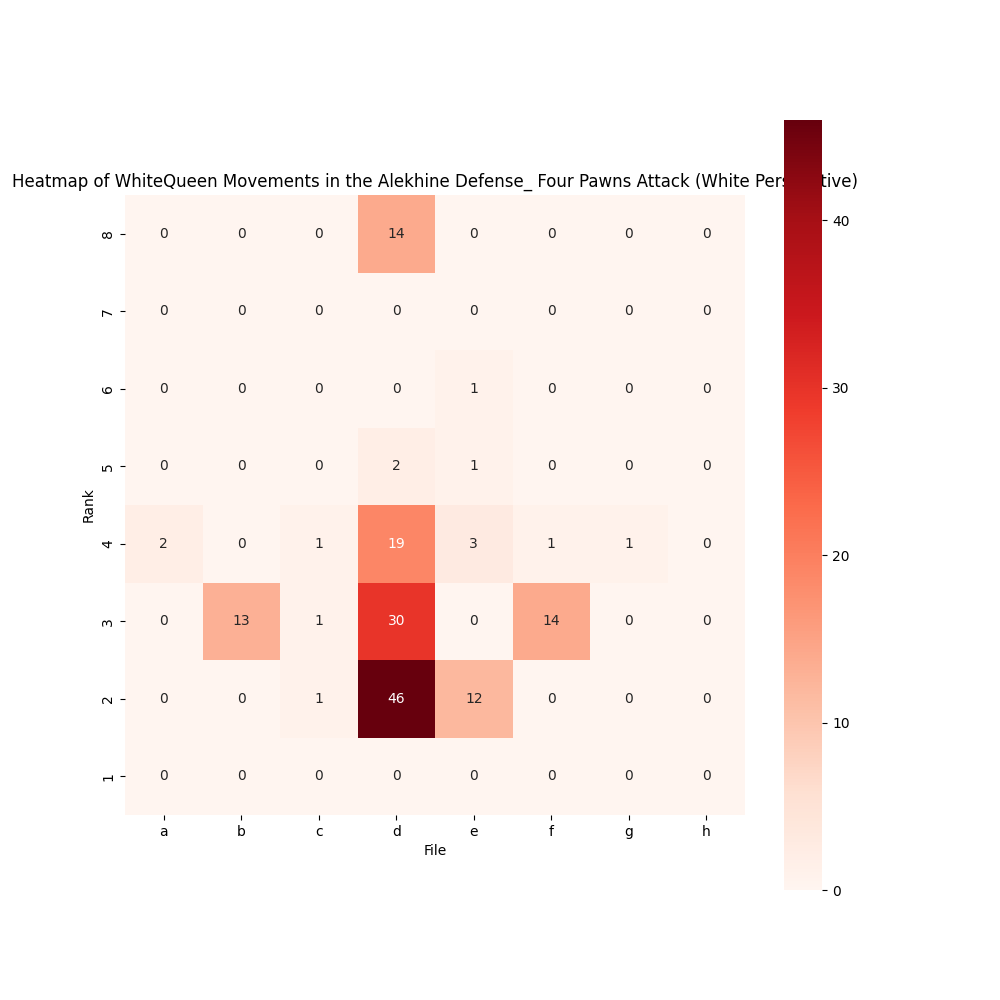 Heatmap of WhiteQueen Movements in the Alekhine Defense_ Four Pawns Attack (White Perspective)
8 0 0 0 14 0 0 0 0
7 0 0 0 0 0 0 0 0
6 0 0 0 0 1 0 0 0
5 0 0 0 2 1 0 0 0
4 2 0 1 19 3 1 1 0
Rank
3 0 13 1 30 0 14 0 0
2 0 0 1 46 12 0 0 0
1 0 0 0 0 0 0 0 0
a b c d e f g h
File
40
30
20
10
0